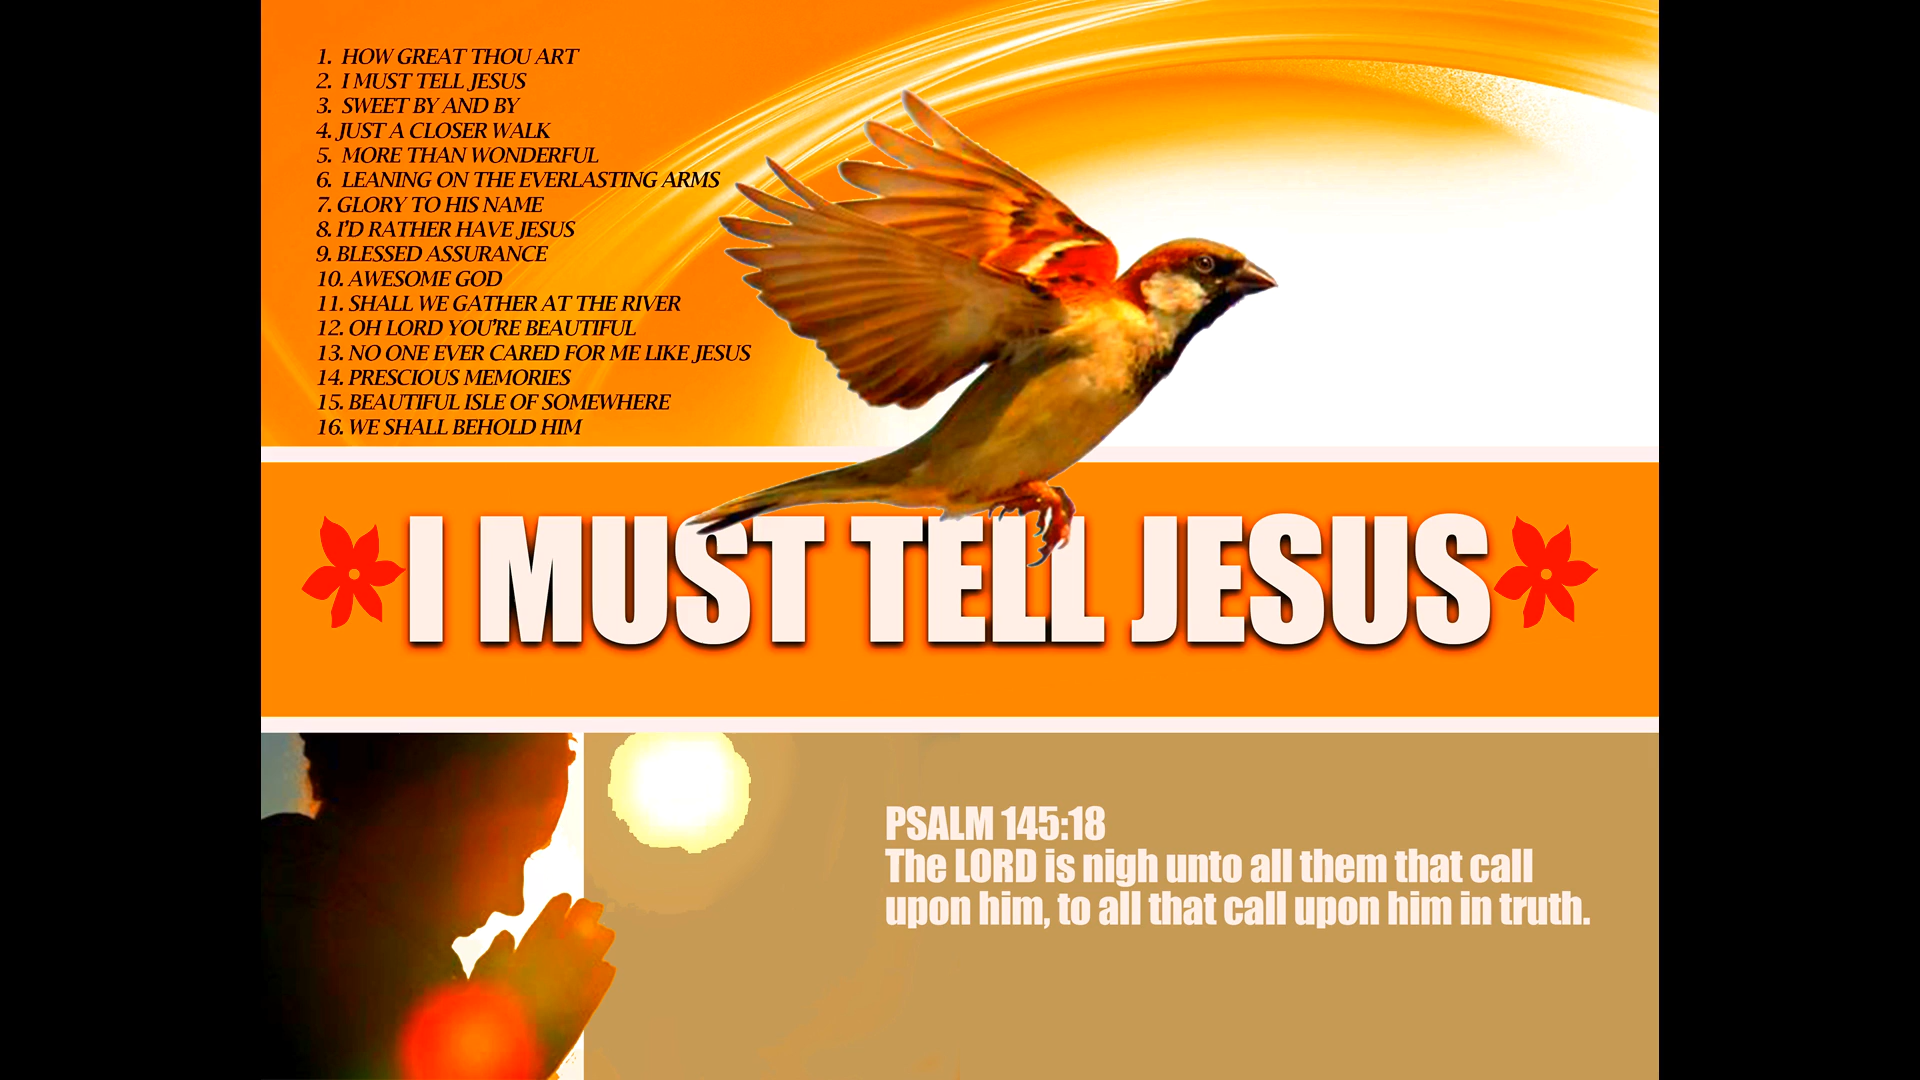 1. HOW GREAT THOU ART
2. I MUST TELL JESUS
3. SWEET BY AND BY
4. JUST A CLOSER WALK
5. MORE THAN WONDERFUL
6. LEANING ON THE EVERLASTING ARMS
7. GLORY TO HIS NAME
8. I'D RATHER HAVE JESUS
9. BLESSED ASSURANCE
10. AWESOME GOD
11. SHALL WE GATHER AT THE RIVER
12. OH LORD YOU'RE BEAUTIFUL
13. NO ONE EVER CARED FOR ME LIKE JESUS
14. PRESCIOUS MEMORIES
15. BEAUTIFUL ISLE OF SOMEWHERE
16. WE SHALL BEHOLD HIM
I MUST TELL JESUS
PSALM 145:18
The LORD is nigh unto all them that call
upon him, to all that call upon him in truth.